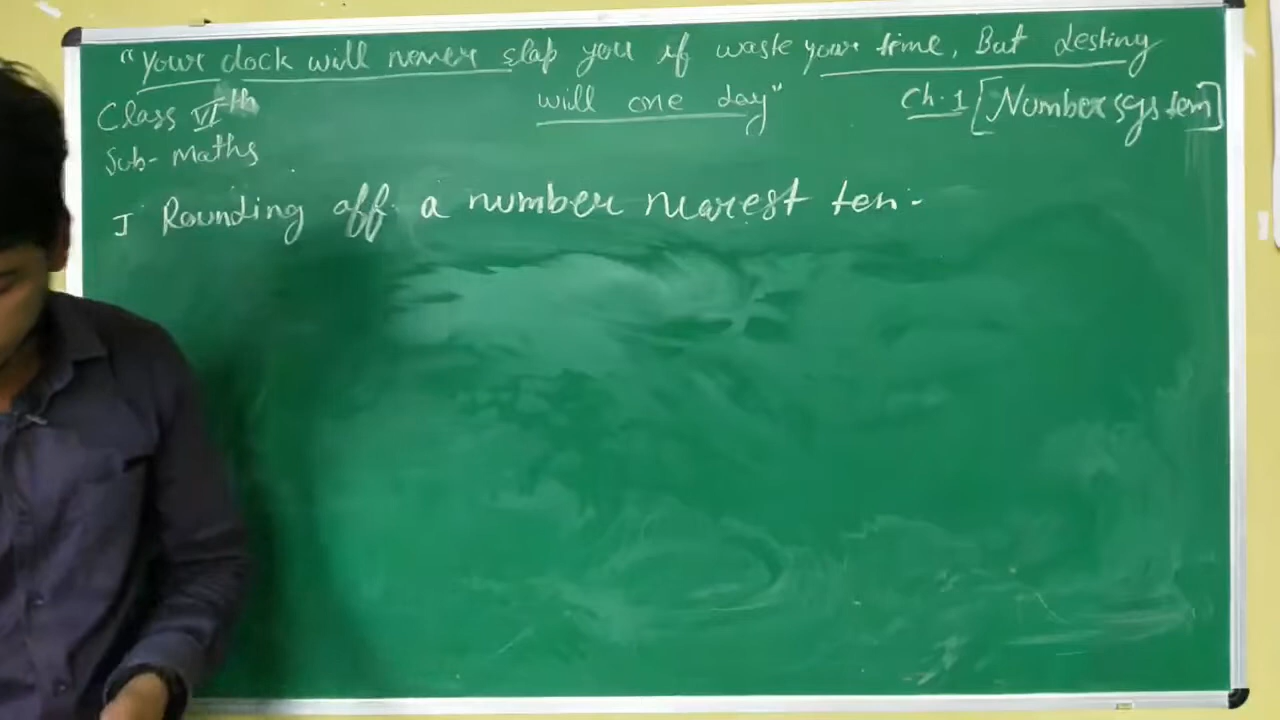 "Your clock will never slap you if waste your time, But destiny
will one day"
Class VIth
Sub- Maths
Ch.1 [Number system]
I Rounding off a number nearest ten.